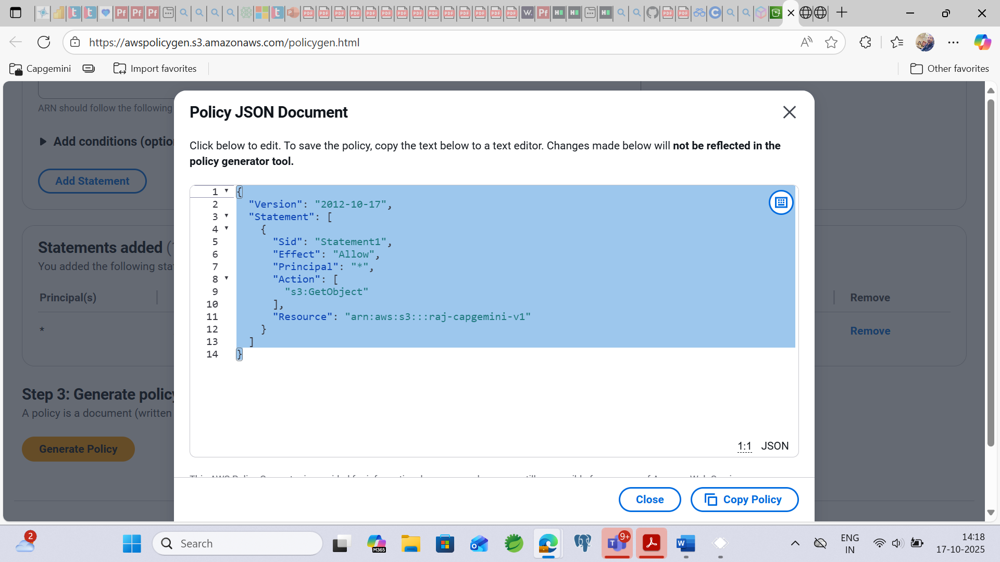 https://awspolicygen.s3.amazonaws.com/policygen.html
Capgemini
Import favorites
Other favorites
ARN should follow the following
Add conditions (optio
Add Statement
Statements added (
You added the following sta
Principal(s)
Remove
*
Remove
Step 3: Generate policy
A policy is a document (written
Generate Policy
Policy JSON Document
Click below to edit. To save the policy, copy the text below to a text editor. Changes made below will not be reflected in the
policy generator tool.
1 {
2 "Version": "2012-10-17",
3 "Statement": [
4 {
5 "Sid": "Statement1",
6 "Effect": "Allow",
7 "Principal": "*",
8 "Action": [
9 "s3:GetObject"
10 ],
11 "Resource": "arn:aws:s3:::raj-capgemini-v1"
12 }
13 ]
14 }
1:1 JSON
Close
Copy Policy
2
Search
M365
9+
ENG
IN
14:18
17-10-2025